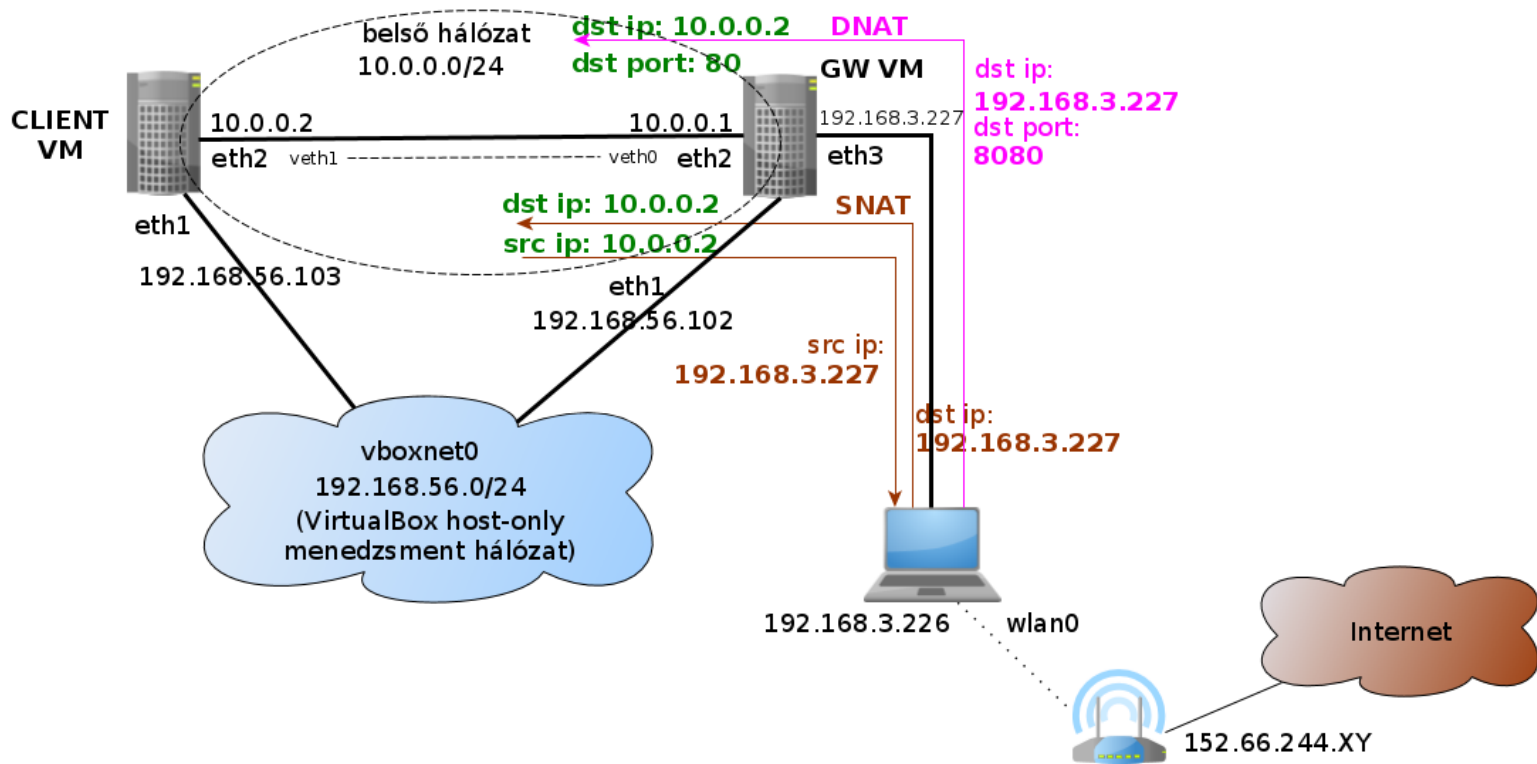 belső hálózat
10.0.0.0/24
dst ip: 10.0.0.2
dst port: 80
DNAT
GW VM
dst ip:
192.168.3.227
dst port:
8080
CLIENT
VM
10.0.0.2
10.0.0.1
192.168.3.227
eth2
veth1
veth0
eth2
eth3
dst ip: 10.0.0.2
SNAT
src ip: 10.0.0.2
eth1
192.168.56.103
eth1
192.168.56.102
src ip:
192.168.3.227
dst ip:
192.168.3.227
vboxnet0
192.168.56.0/24
(VirtualBox host-only
menedzsment hálózat)
192.168.3.226
wlan0
Internet
152.66.244.XY